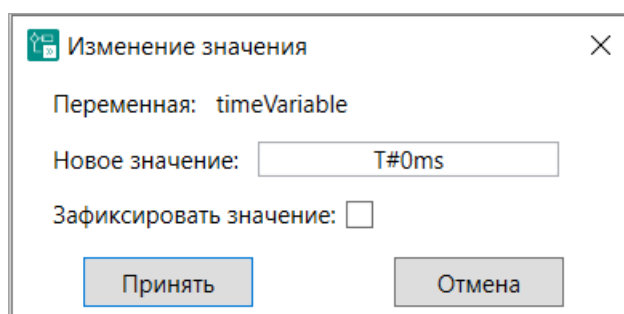 Изменение значения
Переменная: timeVariable
Новое значение: T#0ms
Зафиксировать значение:
Принять Отмена